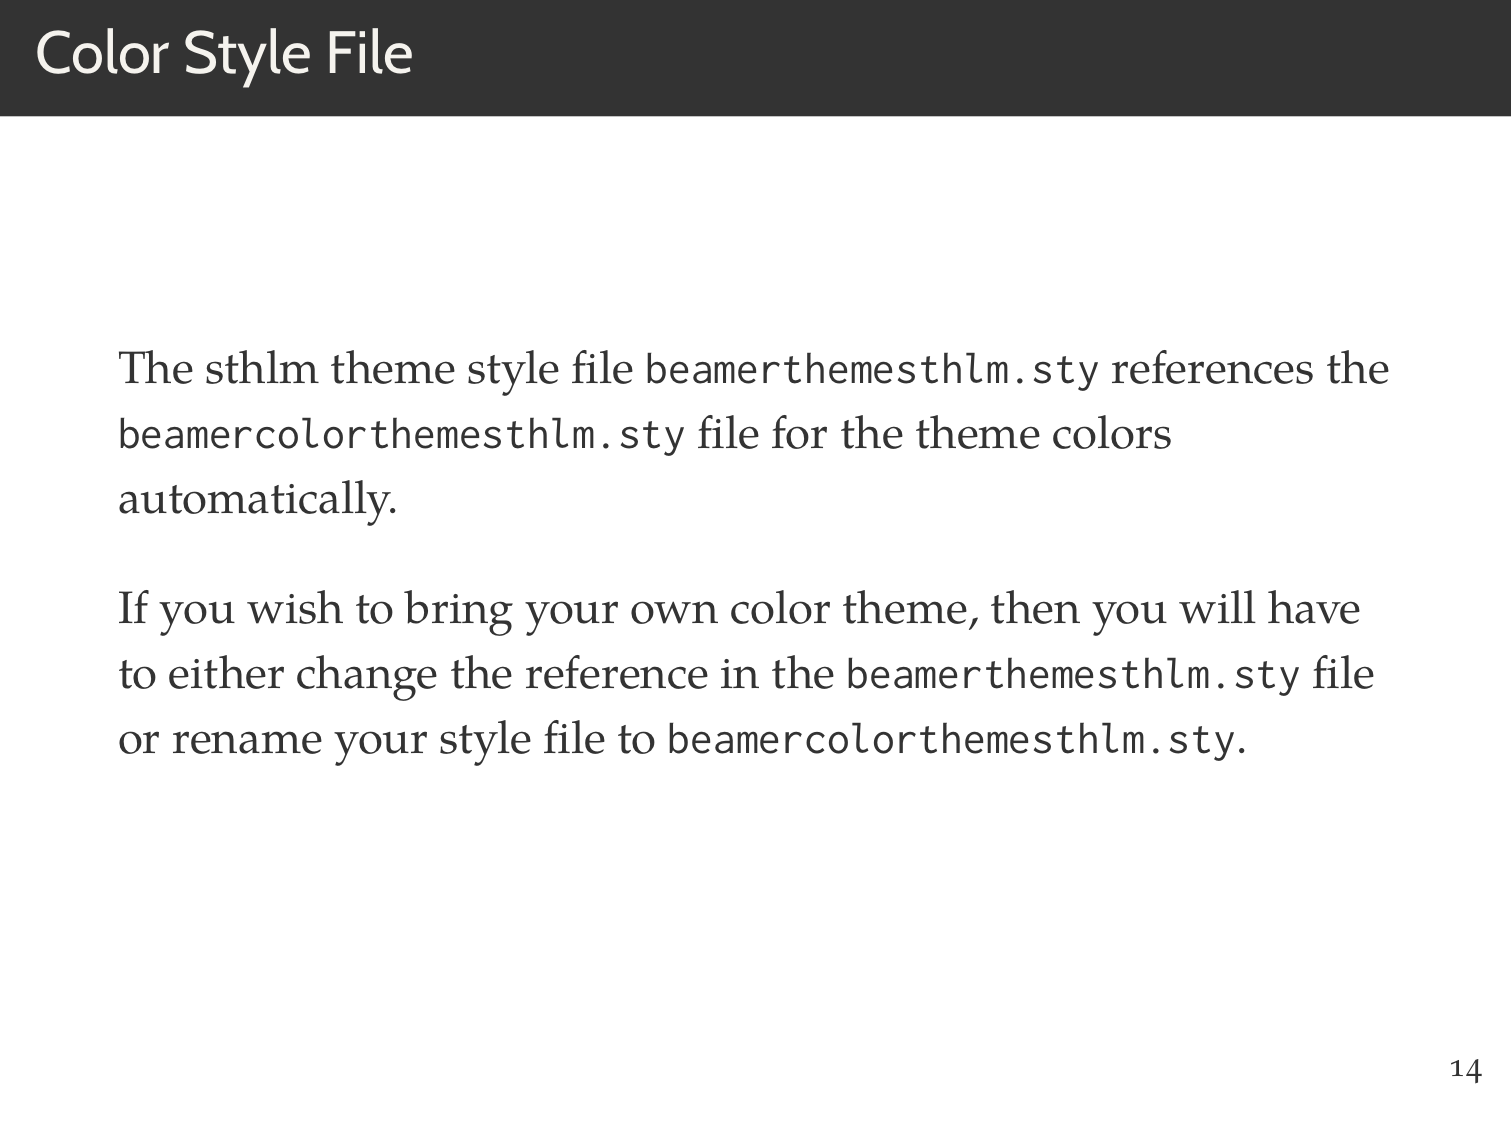 Color Style File
The sthlm theme style file beamerthemesthlm.sty references the
beamercolorthemesthlm.sty file for the theme colors
automatically.
If you wish to bring your own color theme, then you will have
to either change the reference in the beamerthemesthlm.sty file
or rename your style file to beamercolorthemesthlm.sty.
14